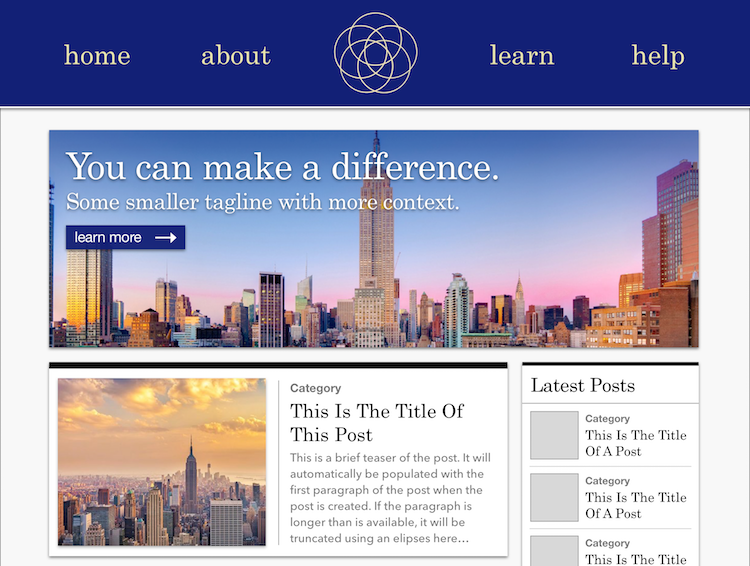 home
about
learn
help
You can make a difference.
Some smaller tagline with more context.
learn more
Category
This Is The Title Of
This Post
This is a brief teaser of the post. It will
automatically be populated with the
first paragraph of the post when the
post is created. If the paragraph is
longer than is available, it will be
truncated using an elipses here…
Latest Posts
Category
This Is The Title
Of A Post
Category
This Is The Title
Of A Post
Category
This Is The Title